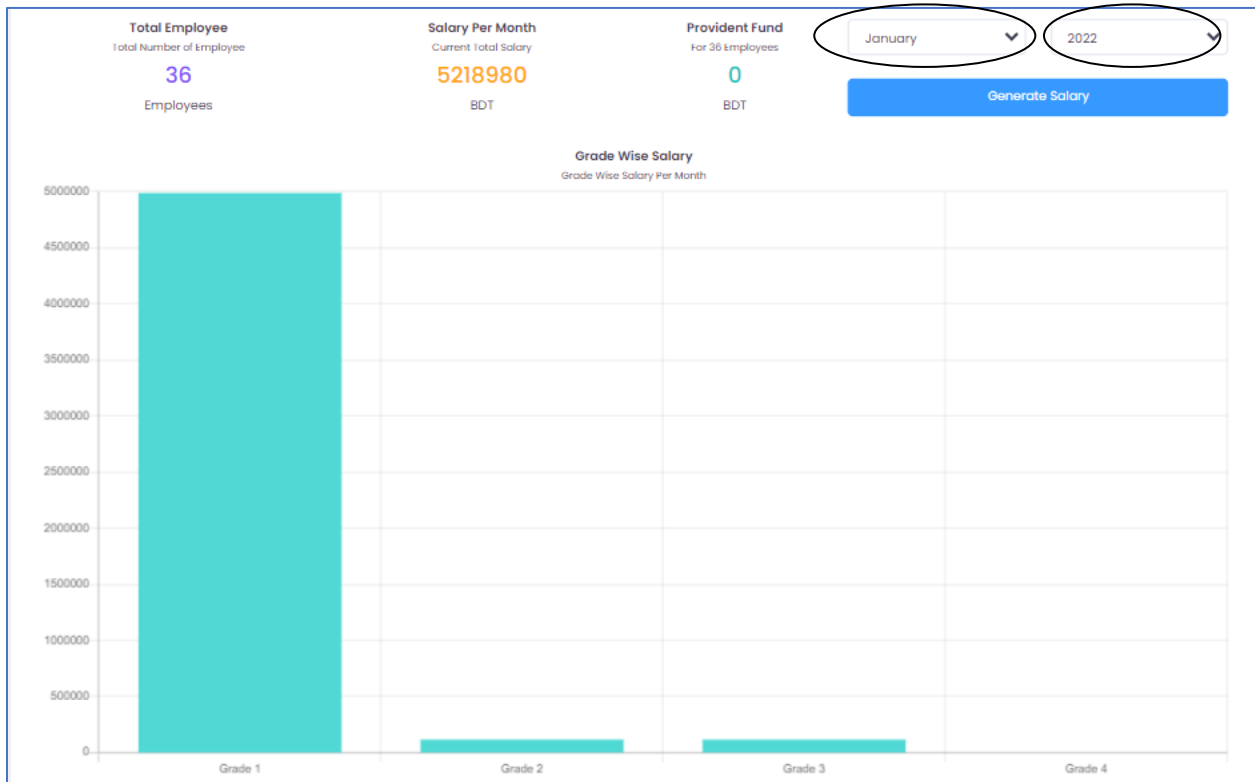 Total Employee
Total Number of Employee
36
Employees
Salary Per Month
Current Total Salary
5218980
BDT
Provident Fund
For 36 Employees
0
BDT
January
2022
Generate Salary
Grade Wise Salary
Grade Wise Salary Per Month
5000000
4500000
4000000
3500000
3000000
2500000
2000000
1500000
1000000
500000
0
Grade 1
Grade 2
Grade 3
Grade 4